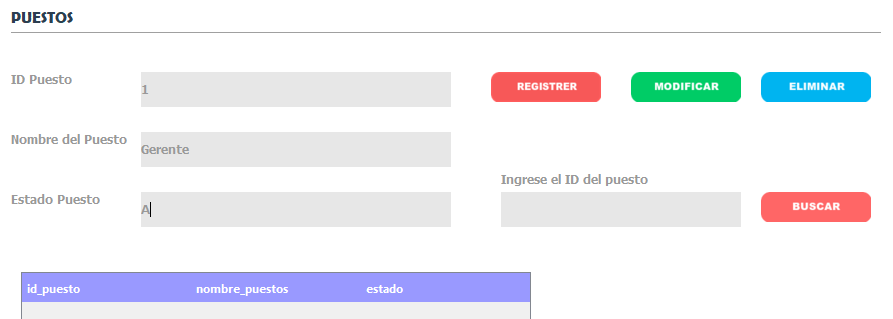 PUESTOS
ID Puesto
1
REGISTRER
MODIFICAR
ELIMINAR
Nombre del Puesto
Gerente
Ingrese el ID del puesto
Estado Puesto
A
BUSCAR
id_puesto nombre_puestos estado